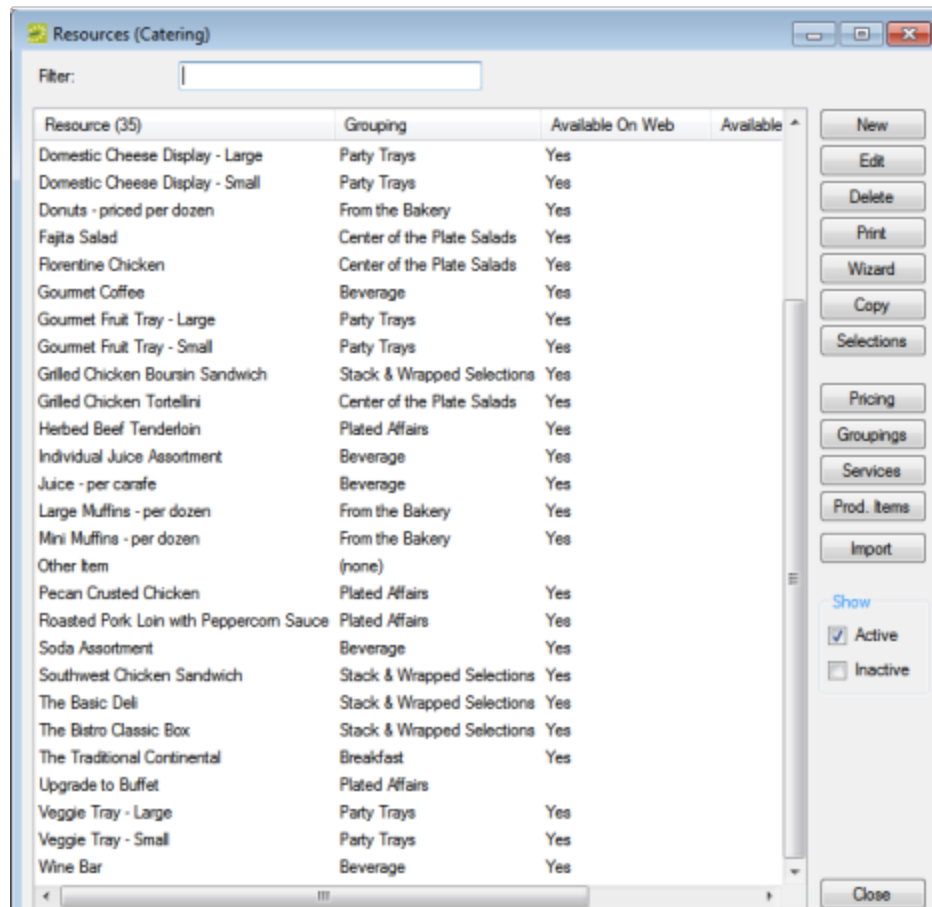 Resources (Catering)
Filter:
Resource (35) Grouping Available On Web Available
Domestic Cheese Display - Large Party Trays Yes
Domestic Cheese Display - Small Party Trays Yes
Donuts - priced per dozen From the Bakery Yes
Fajita Salad Center of the Plate Salads Yes
Florentine Chicken Center of the Plate Salads Yes
Gourmet Coffee Beverage Yes
Gourmet Fruit Tray - Large Party Trays Yes
Gourmet Fruit Tray - Small Party Trays Yes
Grilled Chicken Boursin Sandwich Stack & Wrapped Selections Yes
Grilled Chicken Tortellini Center of the Plate Salads Yes
Herbed Beef Tenderloin Plated Affairs Yes
Individual Juice Assortment Beverage Yes
Juice - per carafe Beverage Yes
Large Muffins - per dozen From the Bakery Yes
Mini Muffins - per dozen From the Bakery Yes
Other Item (none)
Pecan Crusted Chicken Plated Affairs Yes
Roasted Pork Loin with Peppercorn Sauce Plated Affairs Yes
Soda Assortment Beverage Yes
Southwest Chicken Sandwich Stack & Wrapped Selections Yes
The Basic Deli Stack & Wrapped Selections Yes
The Bistro Classic Box Stack & Wrapped Selections Yes
The Traditional Continental Breakfast Yes
Upgrade to Buffet Plated Affairs
Veggie Tray - Large Party Trays Yes
Veggie Tray - Small Party Trays Yes
Wine Bar Beverage Yes
New
Edit
Delete
Print
Wizard
Copy
Selections
Pricing
Groupings
Services
Prod. Items
Import
Show
Active
Inactive
Close